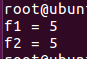 root@ubun
f1 = 5
f2 = 5